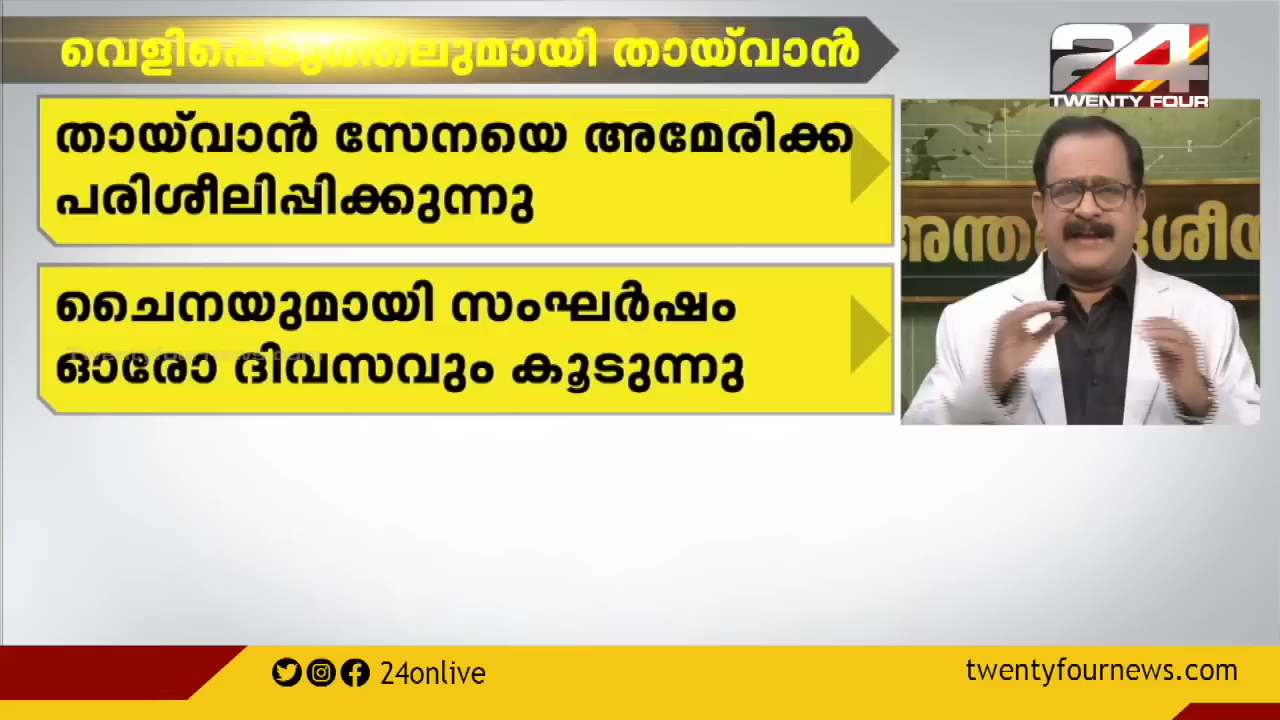 വെളിപ്പെടുത്തലുമായി തായ്‌വാൻ
24
TWENTY FOUR
തായ്‌വാൻ സേനയെ അമേരിക്ക
പരിശീലിപ്പിക്കുന്നു
ചൈനയുമായി സംഘർഷം
ഓരോ ദിവസവും കൂടുന്നു
24onlive
twentyfournews.com